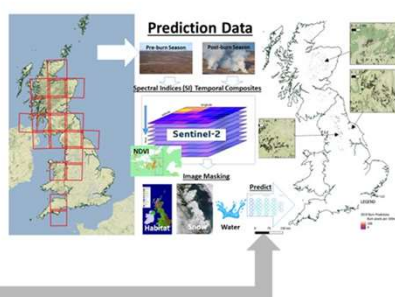 Prediction Data
Pre-burn Season
Post-burn Season
Spectral Indices (SI) Temporal Composites
Sentinel-2
NDVI
Image Masking
Predict
Habitat
Snow
Water
LEGEND